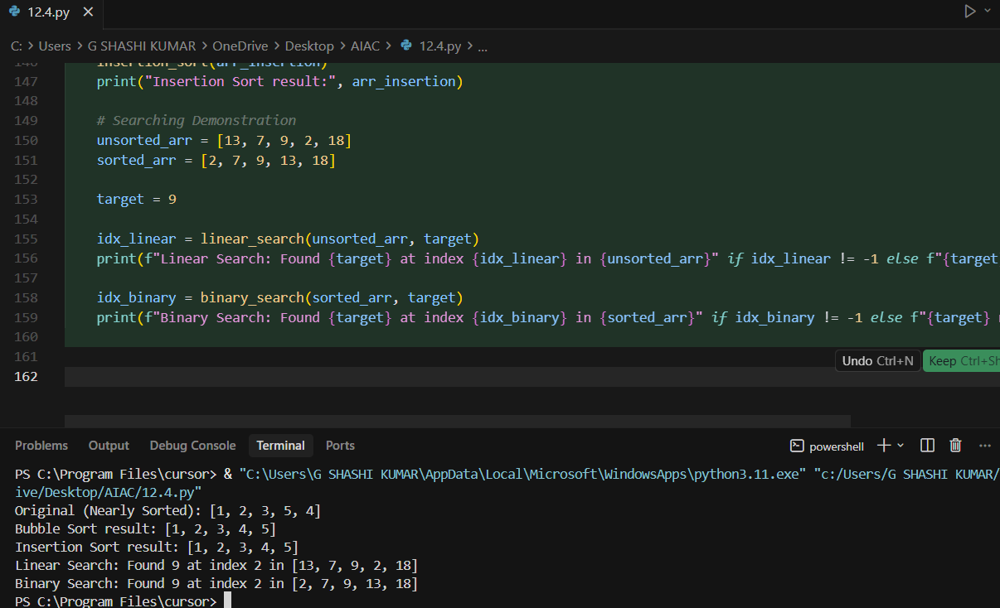 12.4.py
C: > Users > G SHASHI KUMAR > OneDrive > Desktop > AIAC > 12.4.py > ...
146 insertion_sort(arr_insertion)
147 print("Insertion Sort result:", arr_insertion)
148
149 # Searching Demonstration
150 unsorted_arr = [13, 7, 9, 2, 18]
151 sorted_arr = [2, 7, 9, 13, 18]
152
153 target = 9
154
155 idx_linear = linear_search(unsorted_arr, target)
156 print(f"Linear Search: Found {target} at index {idx_linear} in {unsorted_arr}" if idx_linear != -1 else f"{target
157
158 idx_binary = binary_search(sorted_arr, target)
159 print(f"Binary Search: Found {target} at index {idx_binary} in {sorted_arr}" if idx_binary != -1 else f"{target}
160
161
Undo Ctrl+N Keep Ctrl+Sh
162
Problems Output Debug Console Terminal Ports powershell
PS C:\Program Files\cursor> & "C:\Users\G SHASHI KUMAR\AppData\Local\Microsoft\WindowsApps\python3.11.exe" "c:/Users/G SHASHI KUMAR/
ive/Desktop/AIAC/12.4.py"
Original (Nearly Sorted): [1, 2, 3, 5, 4]
Bubble Sort result: [1, 2, 3, 4, 5]
Insertion Sort result: [1, 2, 3, 4, 5]
Linear Search: Found 9 at index 2 in [13, 7, 9, 2, 18]
Binary Search: Found 9 at index 2 in [2, 7, 9, 13, 18]
PS C:\Program Files\cursor>